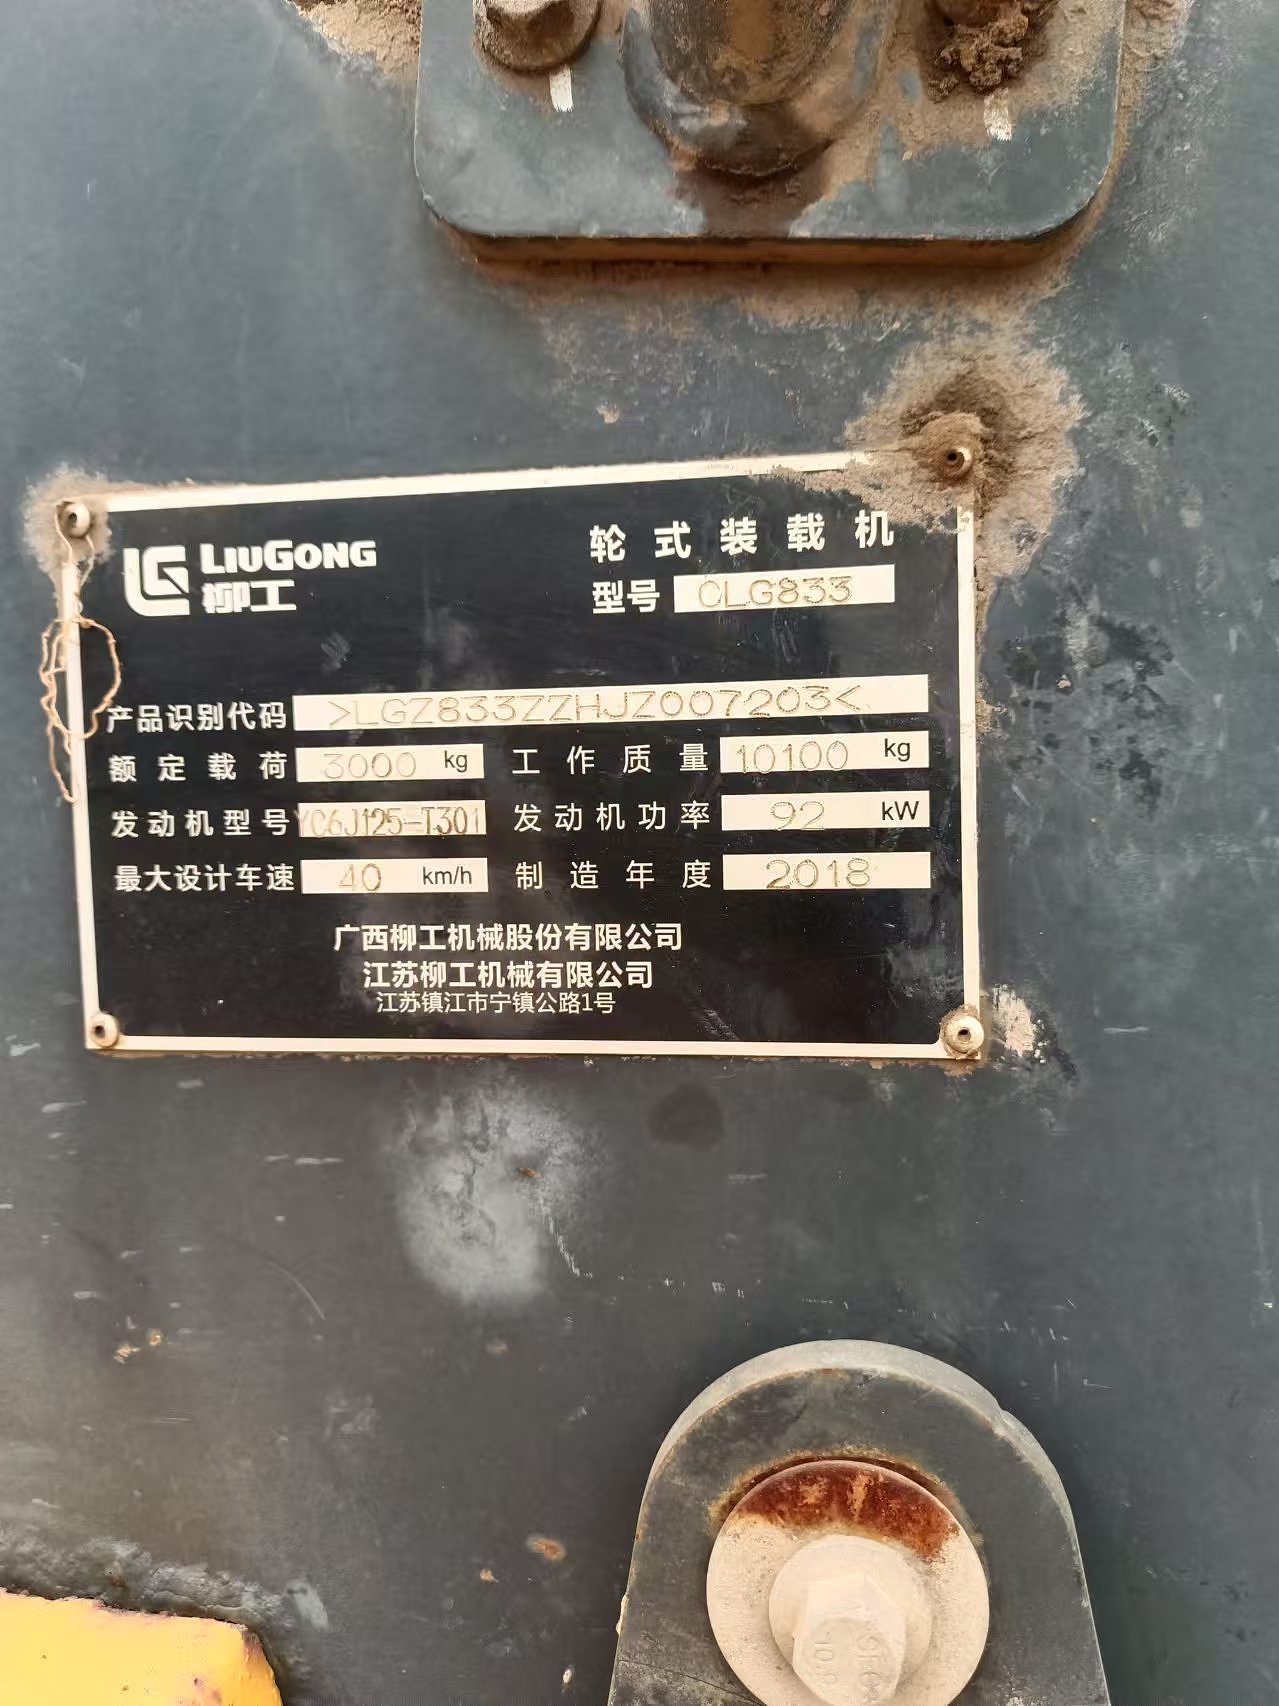 LIUGONG
柳工
轮式装载机
型号 CLG833
产品识别代码 >LGZ833ZZHJZ007203<
额定载荷 3000 kg 工作质量 10100 kg
发动机型号 YC6J125-T301 发动机功率 92 kW
最大设计车速 40 km/h 制造年度 2018
广西柳工机械股份有限公司
江苏柳工机械有限公司
江苏镇江市宁镇公路1号